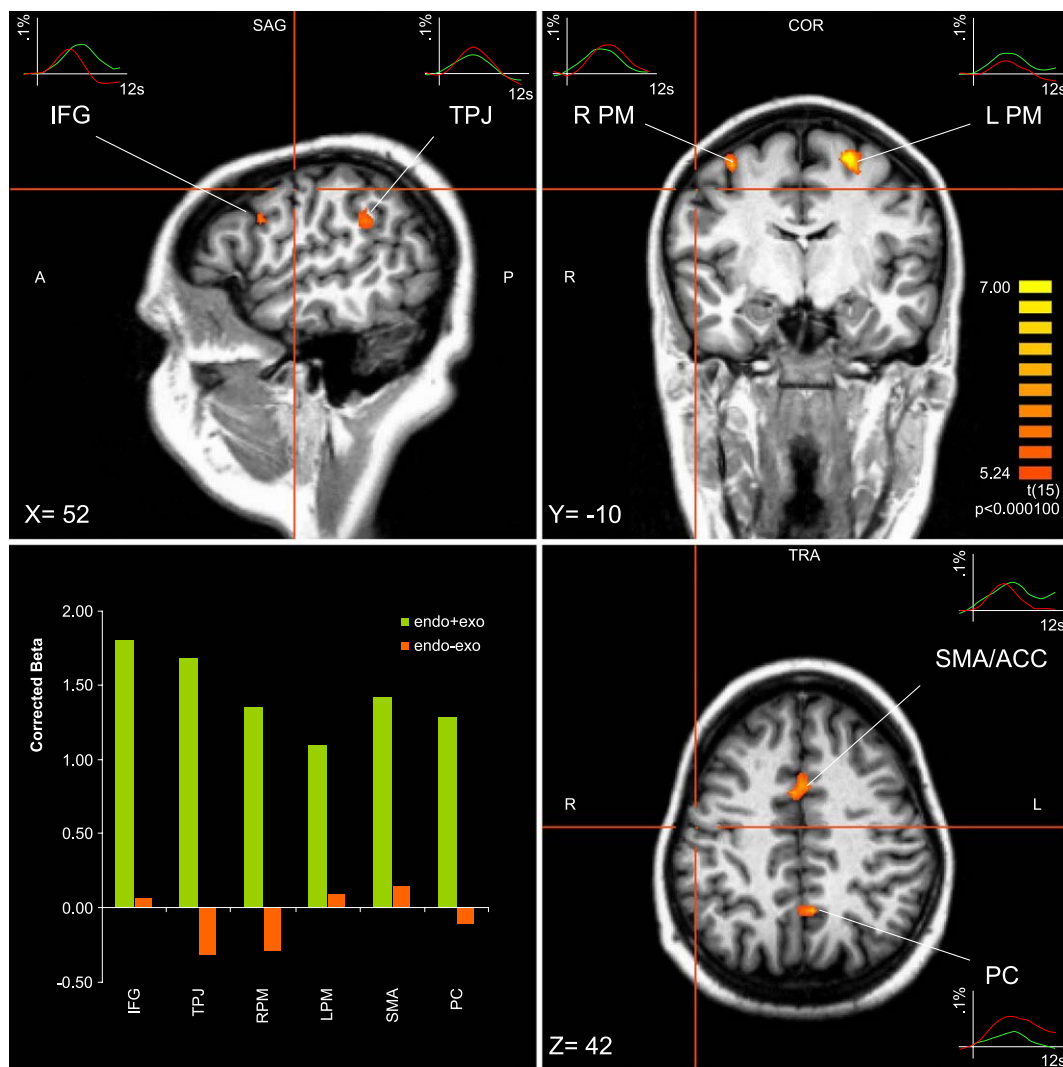 SAG
.1%
12s
.1%
12s
IFG
TPJ
A
P
X= 52
COR
.1%
12s
.1%
12s
R PM
L PM
R
7.00
5.24
t(15)
p<0.000100
Y= -10
endo+exo
endo-exo
Corrected Beta
2.00
1.50
1.00
0.50
0.00
-0.50
IFG
TPJ
RPM
LPM
SMA
PC
TRA
.1%
12s
SMA/ACC
R
L
PC
.1%
12s
Z= 42